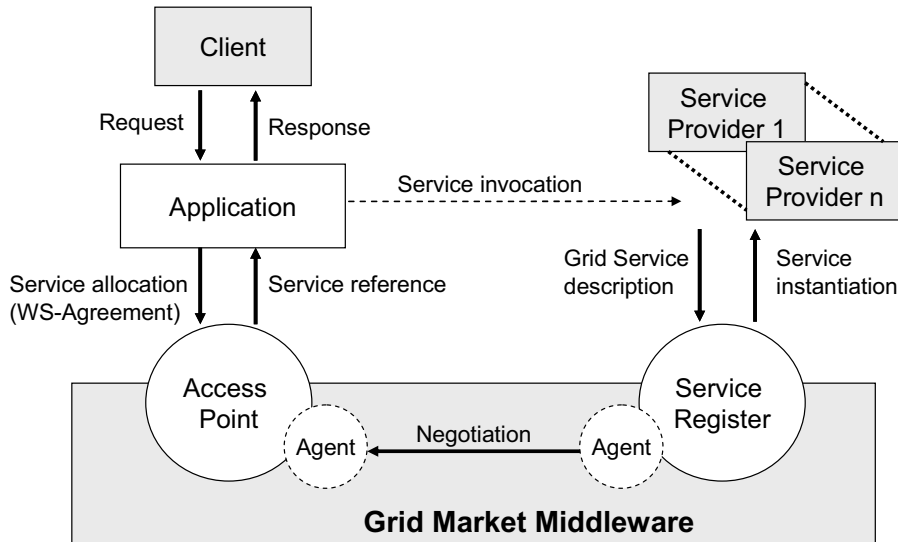 Client
Request
Response
Service
Provider 1
Service
Provider n
Application
Service invocation
Service allocation
(WS-Agreement)
Service reference
Grid Service
description
Service
instantiation
Access
Point
Service
Register
Agent
Negotiation
Agent
Grid Market Middleware